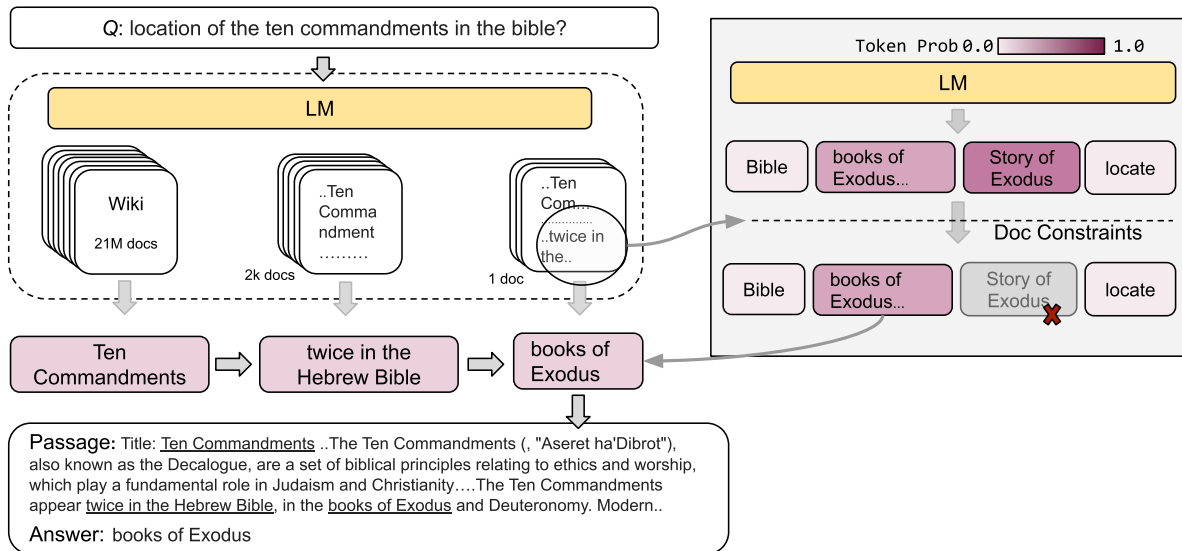 Q: location of the ten commandments in the bible?
LM
Wiki
21M docs
..Ten
Comma
ndment
.........
2k docs
..Ten
Com...
..............
..twice in
the..
1 doc
Ten
Commandments
twice in the
Hebrew Bible
books of
Exodus
Token Prob 0.0 1.0
LM
Bible
books of
Exodus...
Story of
Exodus
locate
Doc Constraints
Bible
books of
Exodus...
Story of
Exodus
locate
Passage: Title: Ten Commandments ..The Ten Commandments (, "Aseret ha'Dibrot"),
also known as the Decalogue, are a set of biblical principles relating to ethics and worship,
which play a fundamental role in Judaism and Christianity….The Ten Commandments
appear twice in the Hebrew Bible, in the books of Exodus and Deuteronomy. Modern..
Answer: books of Exodus